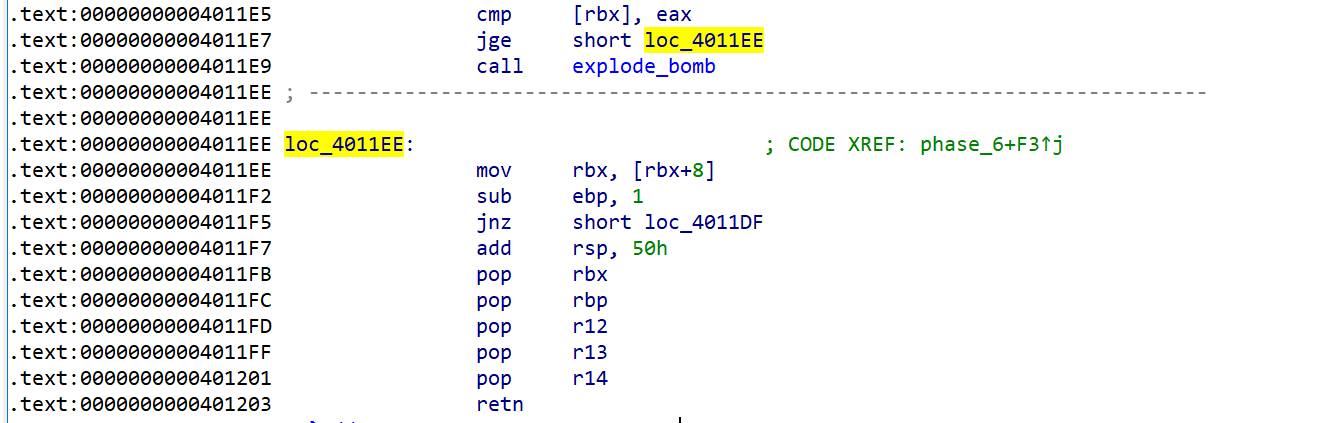 .text:00000000004011E5 cmp [rbx], eax
.text:00000000004011E7 jge short loc_4011EE
.text:00000000004011E9 call explode_bomb
.text:00000000004011EE ; ---------------------------------------------------------------------------
.text:00000000004011EE
.text:00000000004011EE loc_4011EE: ; CODE XREF: phase_6+F3↑j
.text:00000000004011EE mov rbx, [rbx+8]
.text:00000000004011F2 sub ebp, 1
.text:00000000004011F5 jnz short loc_4011DF
.text:00000000004011F7 add rsp, 50h
.text:00000000004011FB pop rbx
.text:00000000004011FC pop rbp
.text:00000000004011FD pop r12
.text:00000000004011FF pop r13
.text:0000000000401201 pop r14
.text:0000000000401203 retn